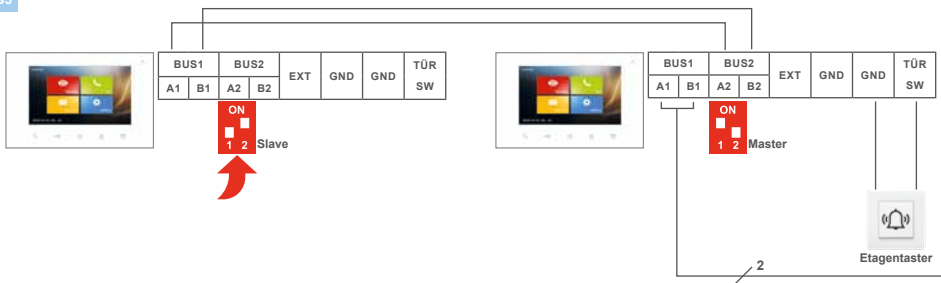 BUS1 BUS2 EXT GND GND TÜR SW
A1 B1 A2 B2
ON
1 2 Slave
BUS1 BUS2 EXT GND GND TÜR SW
A1 B1 A2 B2
ON
1 2 Master
Etagentaster
2